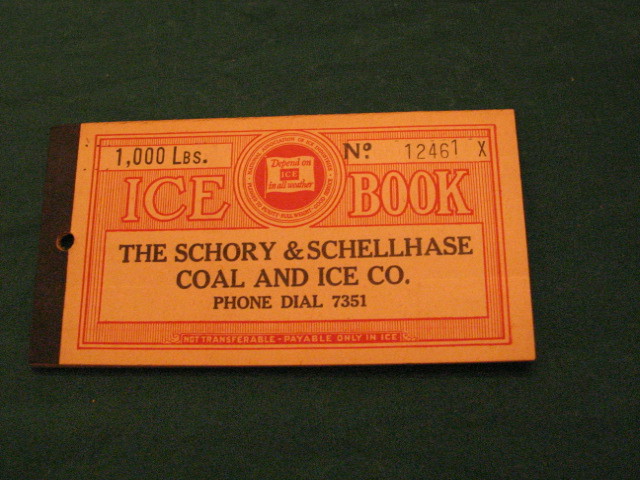 1,000 LBS.
Nº 12461 X
Depend on
ICE
in all weather
ICE BOOK
THE SCHORY & SCHELLHASE
COAL AND ICE CO.
PHONE DIAL 7351
NOT TRANSFERABLE - PAYABLE ONLY IN ICE